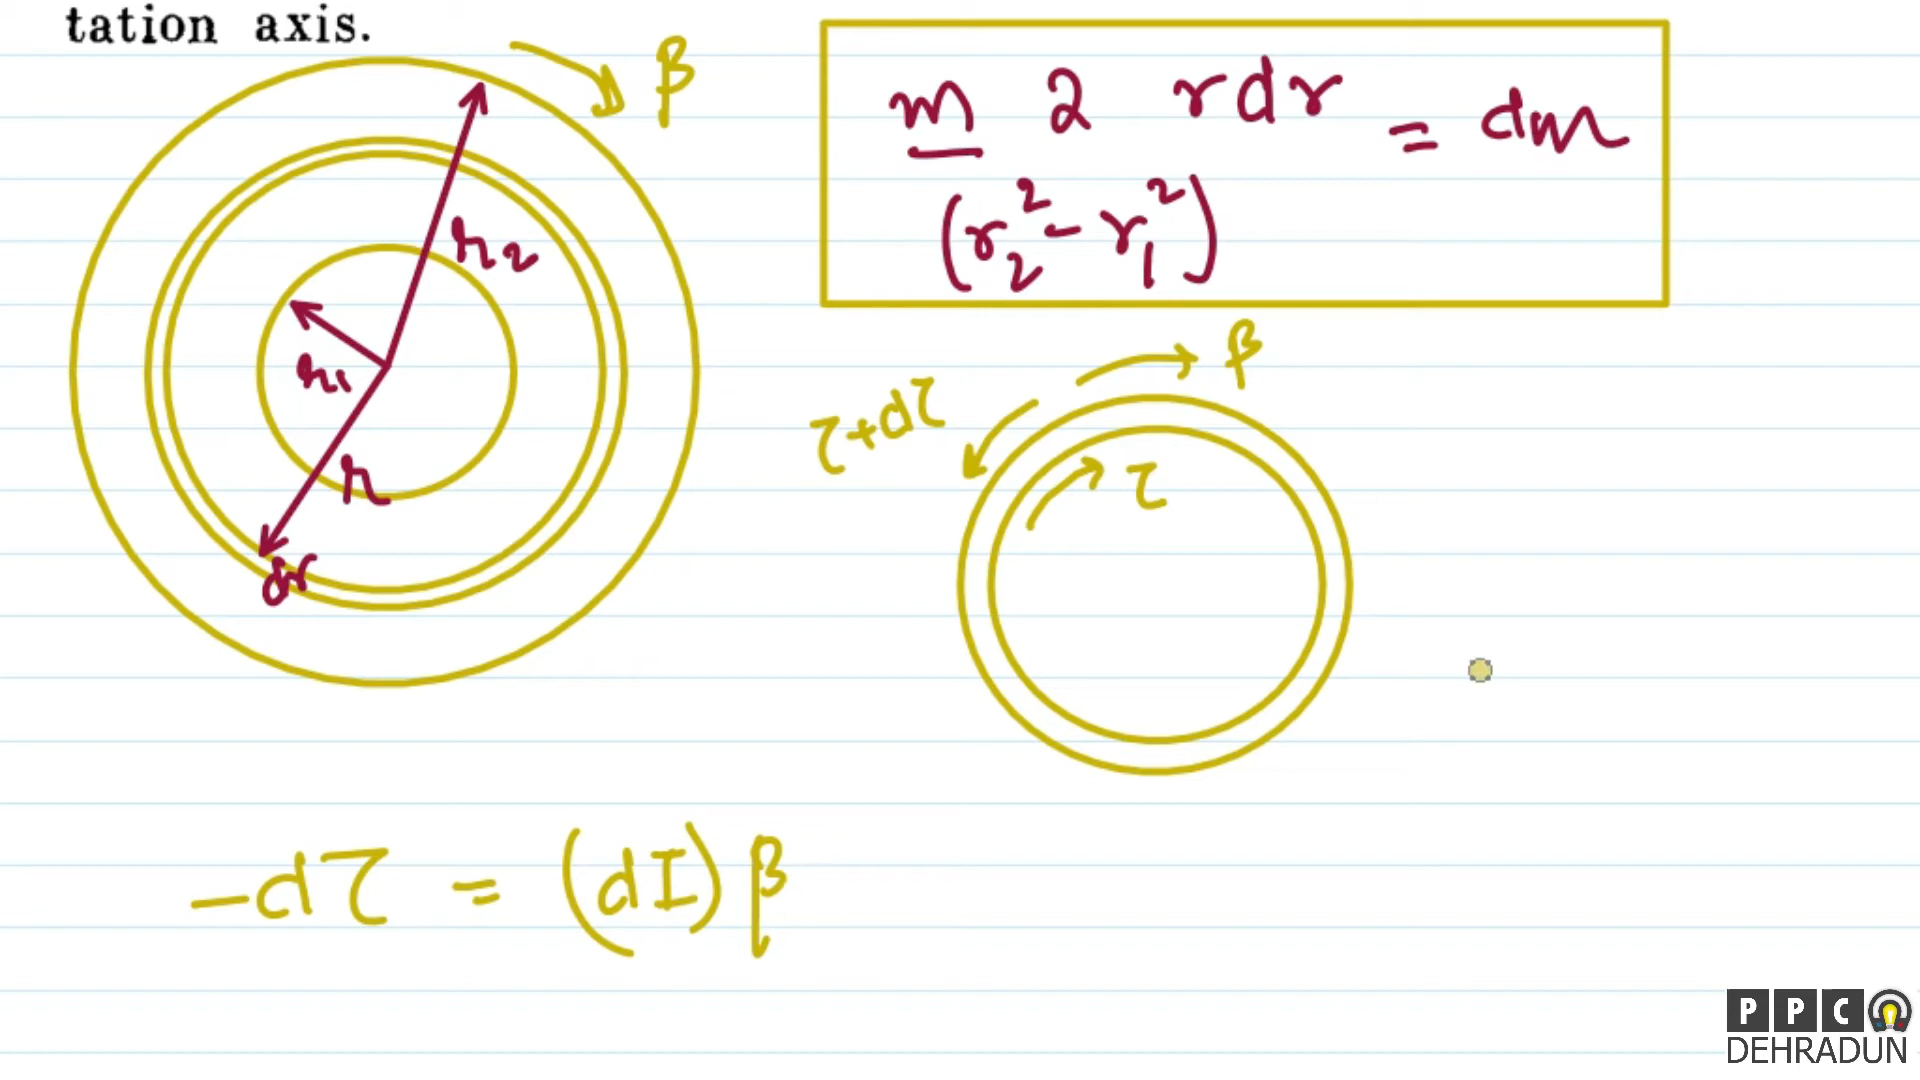 tation axis.
β
m 2 r dr = dm
(r₂² - r₁²)
r₂
r₁
r
dr
β
τ+dτ
τ
-dτ = (dI) β
PPC
DEHRADUN